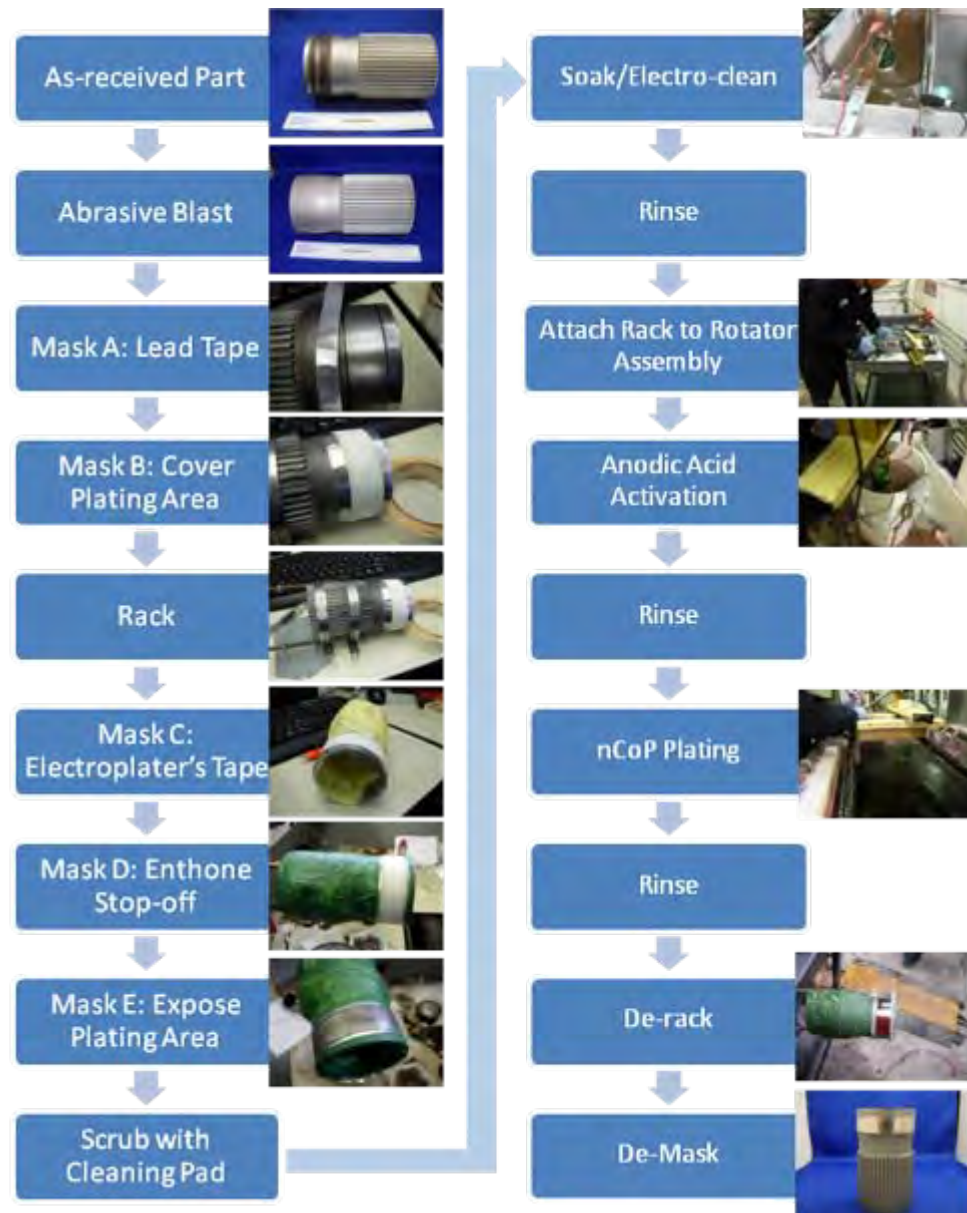 As-received Part
Abrasive Blast
Mask A: Lead Tape
Mask B: Cover
Plating Area
Rack
Mask C:
Electroplater's Tape
Mask D: Enthone
Stop-off
Mask E: Expose
Plating Area
Scrub with
Cleaning Pad
Soak/Electro-clean
Rinse
Attach Rack to Rotator
Assembly
Anodic Acid
Activation
Rinse
nCoP Plating
Rinse
De-rack
De-Mask